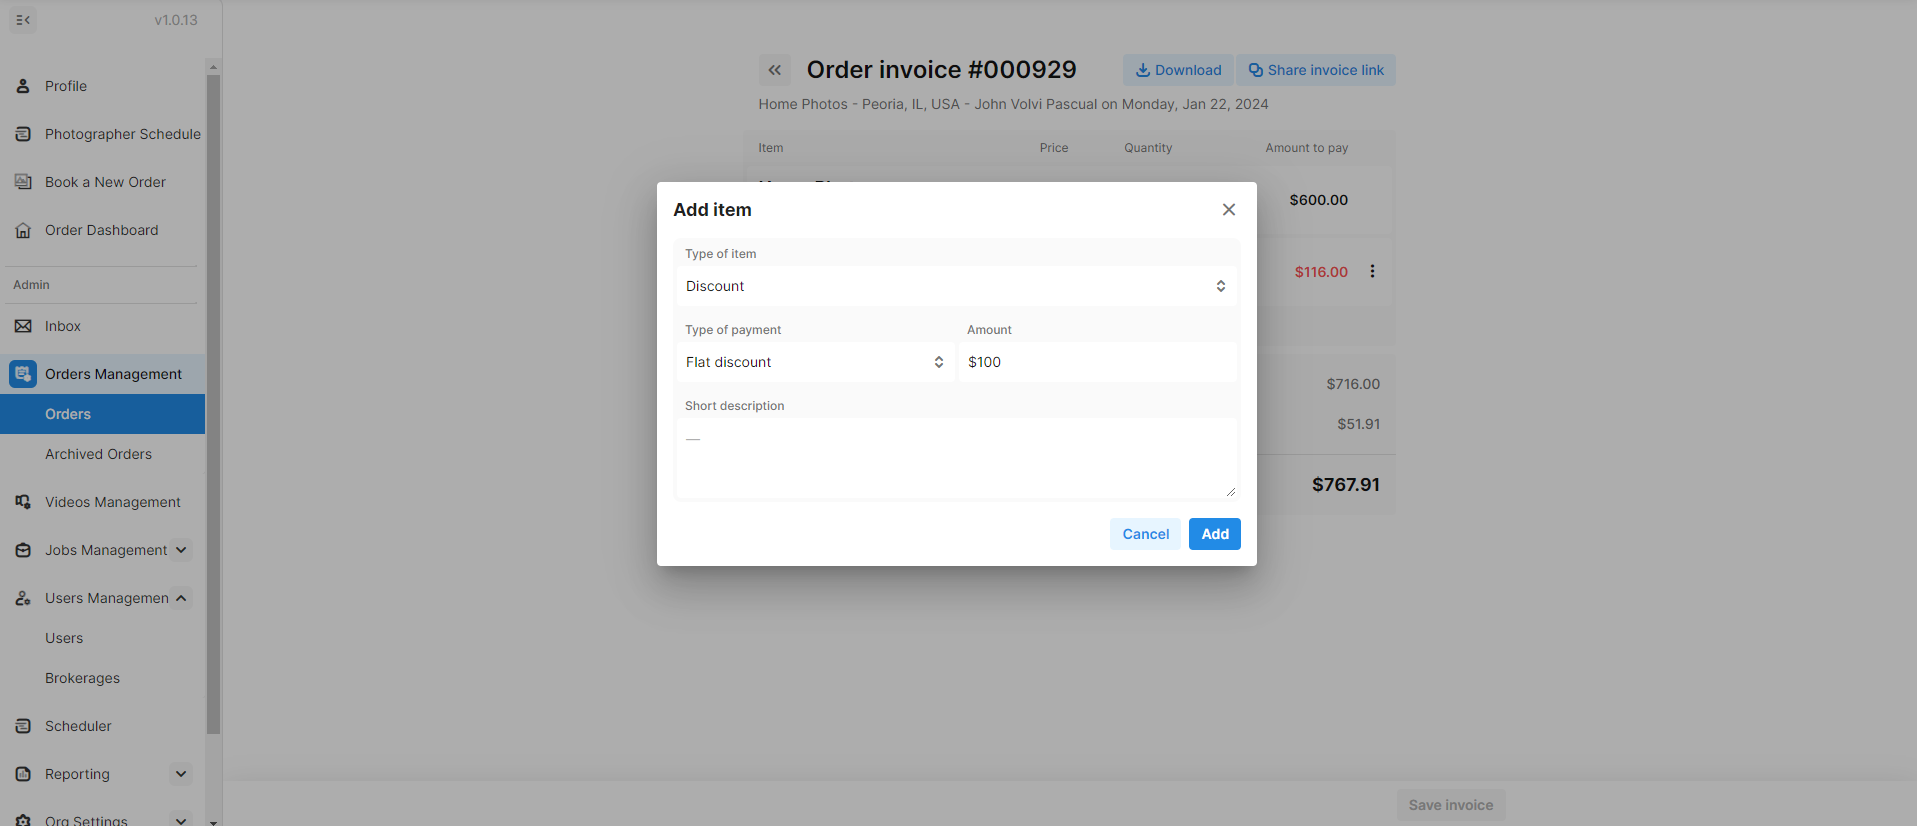 v1.0.13
Profile
Photographer Schedule
Book a New Order
Order Dashboard
Admin
Inbox
Orders Management
Orders
Archived Orders
Videos Management
Jobs Management
Users Managemen
Users
Brokerages
Scheduler
Reporting
Org Settings
Order invoice #000929
Download
Share invoice link
Home Photos - Peoria, IL, USA - John Volvi Pascual on Monday, Jan 22, 2024
Item Price Quantity Amount to pay
$600.00
$116.00
$716.00
$51.91
$767.91
Add item
Type of item
Discount
Type of payment Amount
Flat discount $100
Short description
—
Cancel Add
Save invoice